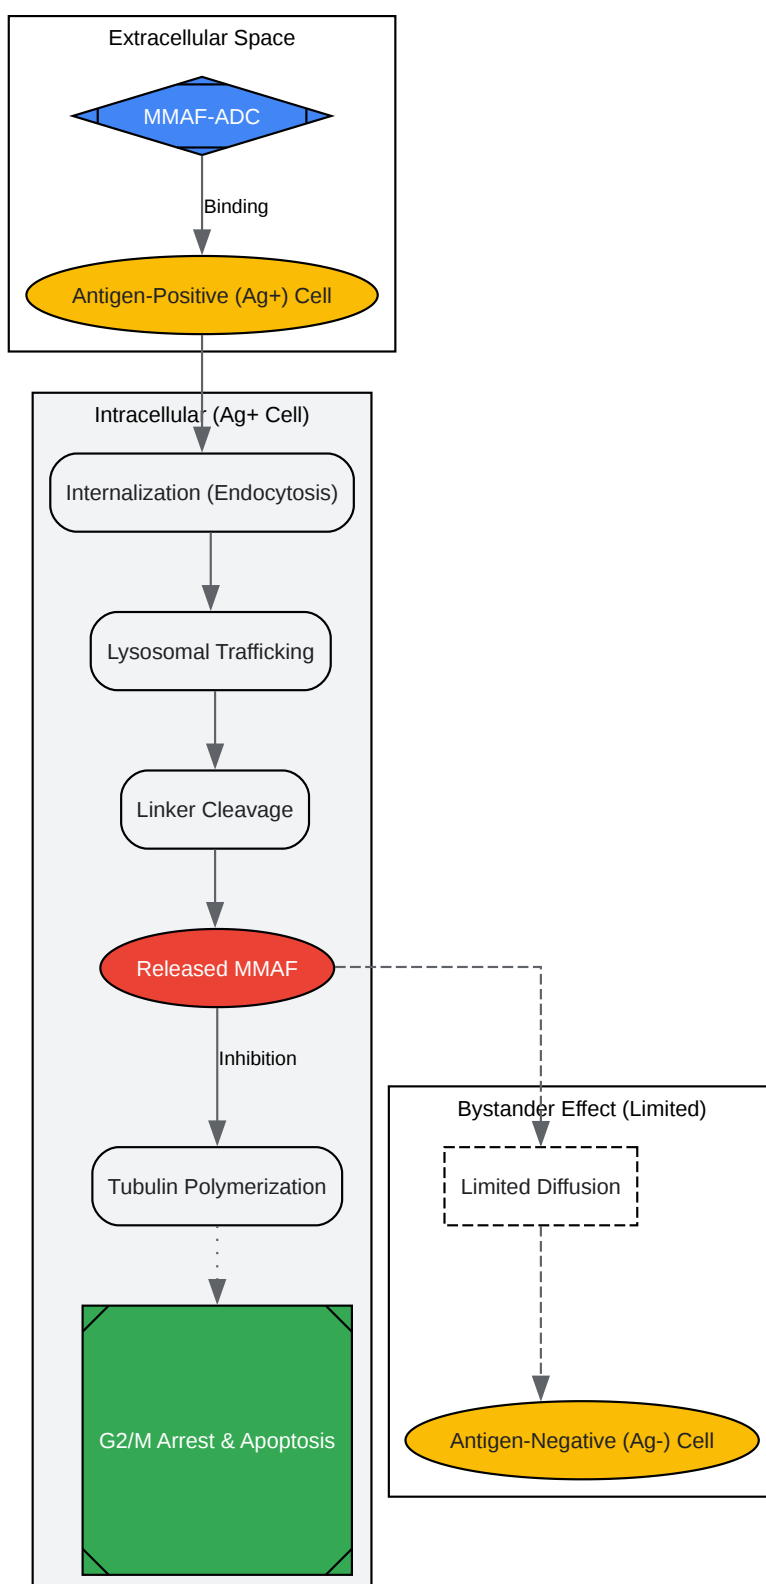 Extracellular Space
MMAF-ADC
Binding
Antigen-Positive (Ag+) Cell
Intracellular (Ag+ Cell)
Internalization (Endocytosis)
Lysosomal Trafficking
Linker Cleavage
Released MMAF
Inhibition
Bystander Effect (Limited)
Tubulin Polymerization
Limited Diffusion
G2/M Arrest & Apoptosis
Antigen-Negative (Ag-) Cell